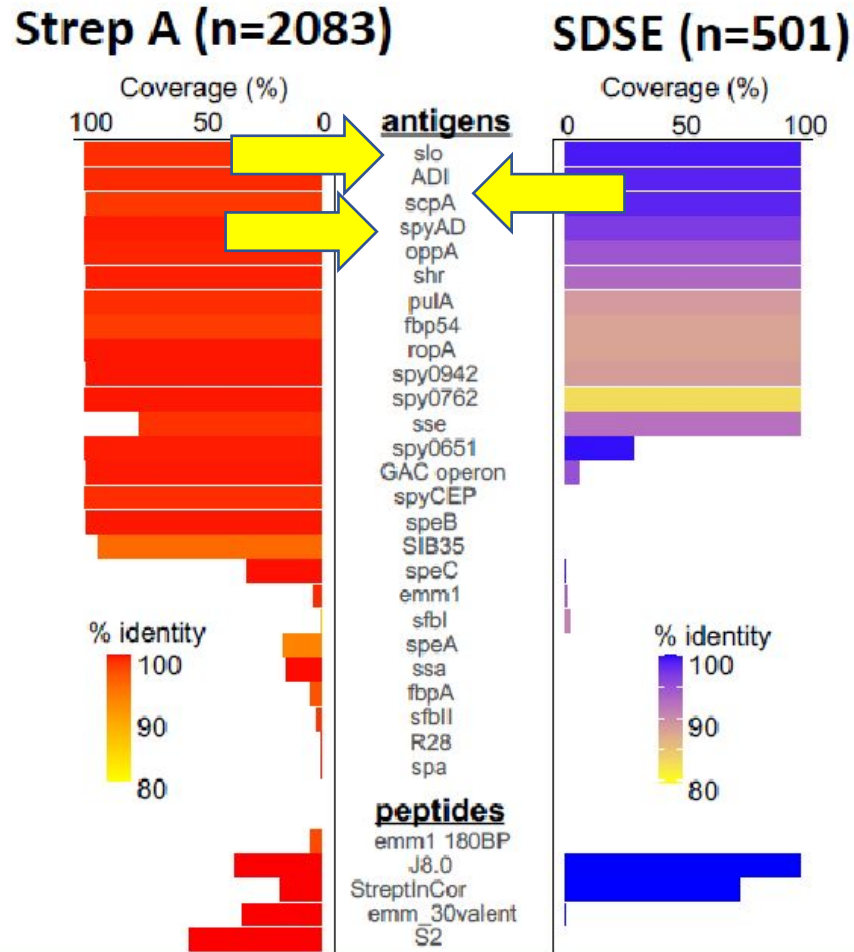 Strep A (n=2083) SDSE (n=501)
Coverage (%) Coverage (%)
100 50 0 antigens 0 50 100
slo
ADI
scpA
spyAD
oppA
shr
pulA
fbp54
ropA
spy0942
spy0762
sse
spy0651
GAC operon
spyCEP
speB
SIB35
speC
emm1
sfbI
% identity speA % identity
100 ssa 100
fbpA
90 sfbII 90
R28
80 spa 80
peptides
emm1 180BP
J8.0
StreptInCor
emm_30valent
S2